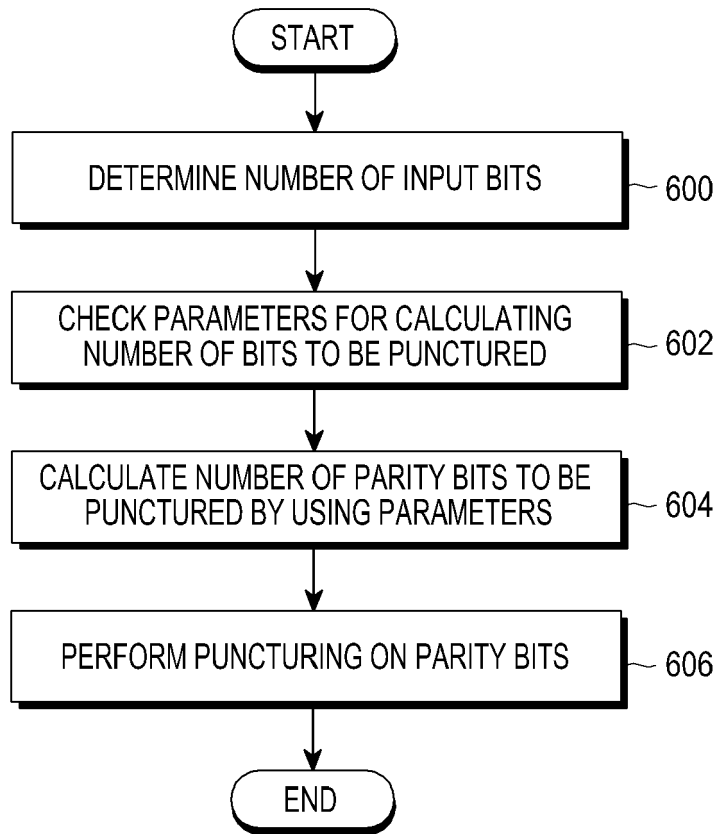 START
DETERMINE NUMBER OF INPUT BITS
600
CHECK PARAMETERS FOR CALCULATING
NUMBER OF BITS TO BE PUNCTURED
602
CALCULATE NUMBER OF PARITY BITS TO BE
PUNCTURED BY USING PARAMETERS
604
PERFORM PUNCTURING ON PARITY BITS
606
END